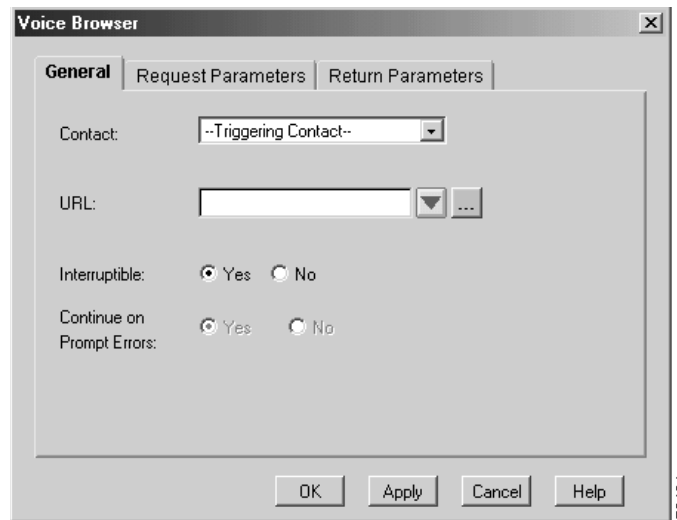 Voice Browser
General Request Parameters Return Parameters
Contact: --Triggering Contact--
URL: ...
Interruptible: Yes No
Continue on
Prompt Errors: Yes No
OK Apply Cancel Help